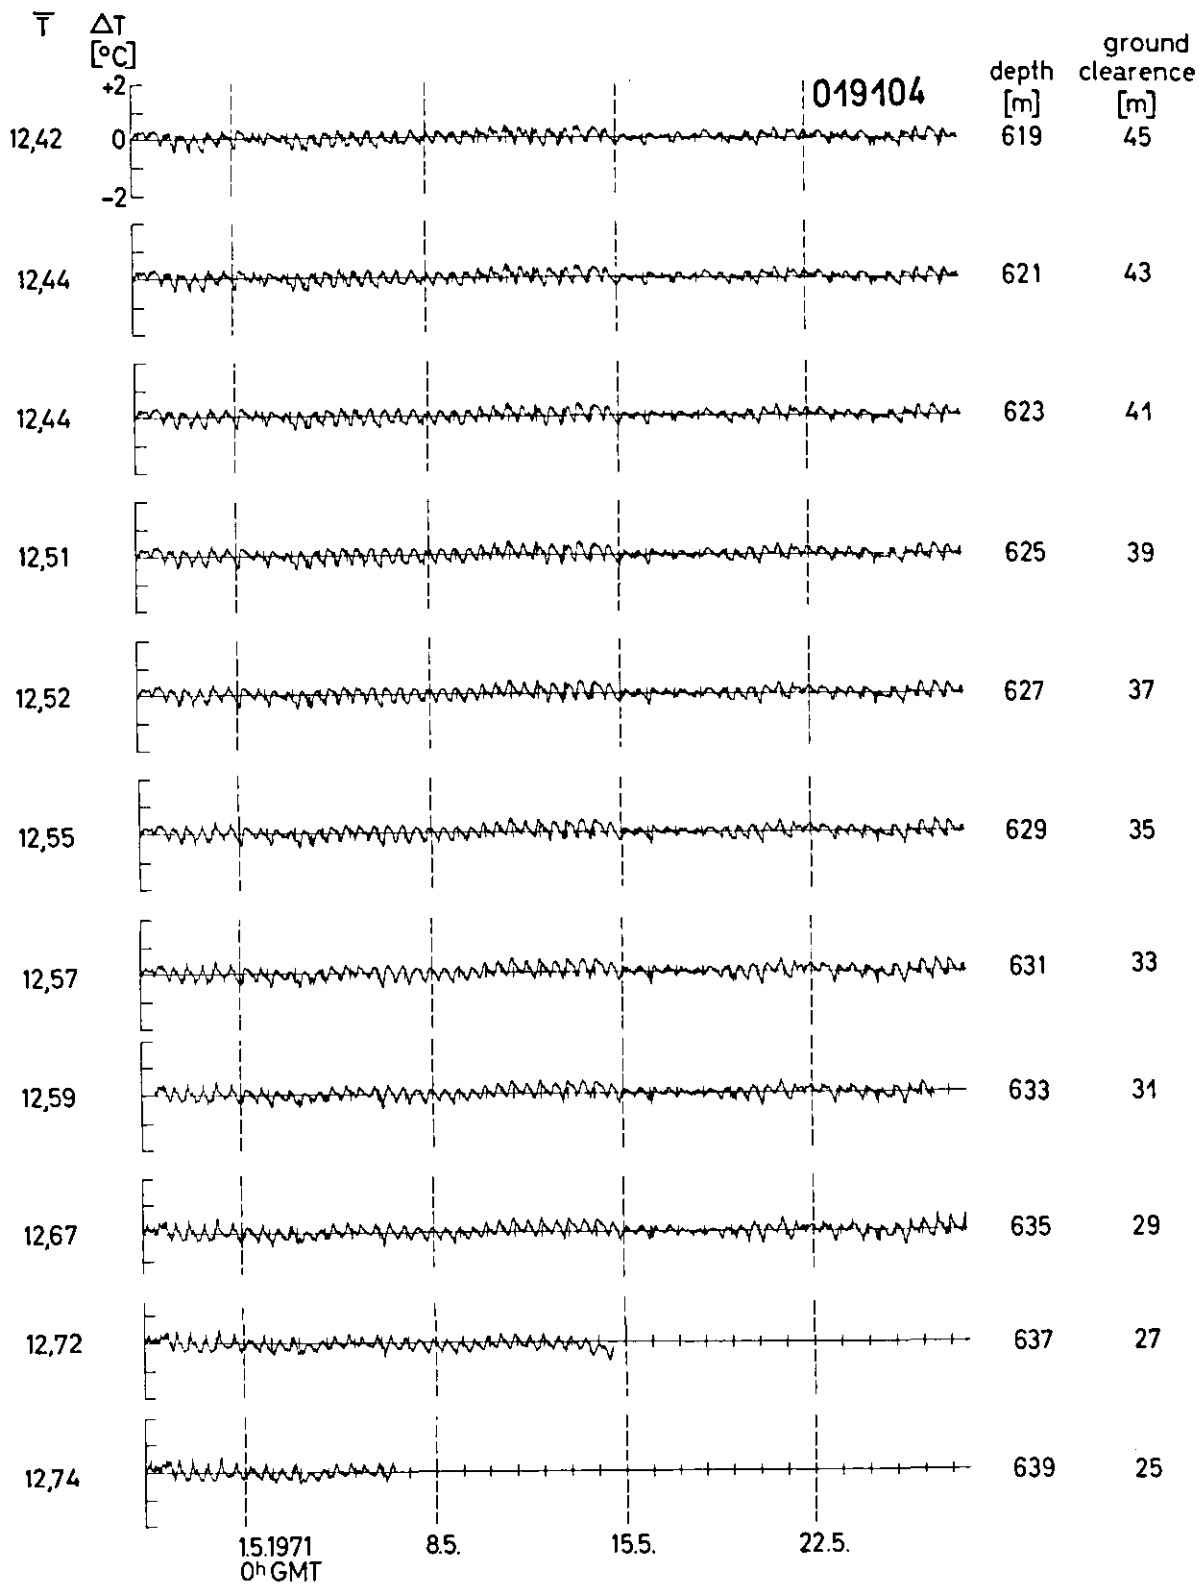 T̅ ΔT
[°C]
ground
depth clearence
[m] [m]
+2
019104
12,42 0 619 45
-2
12,44 621 43
12,44 623 41
12,51 625 39
12,52 627 37
12,55 629 35
12,57 631 33
12,59 633 31
12,67 635 29
12,72 637 27
12,74 639 25
1.5.1971 8.5. 15.5. 22.5.
0h GMT